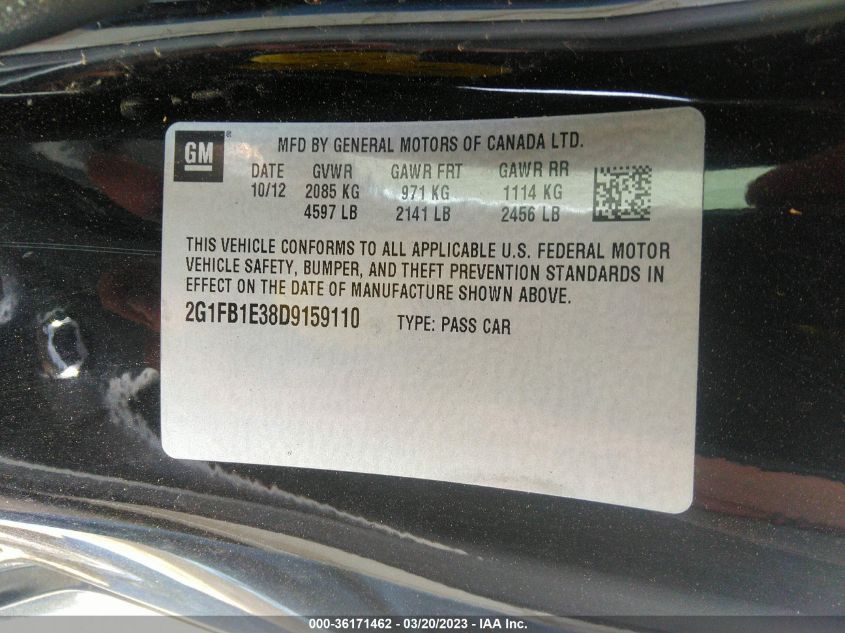 GM ® MFD BY GENERAL MOTORS OF CANADA LTD.
DATE GVWR GAWR FRT GAWR RR
10/12 2085 KG 971 KG 1114 KG
4597 LB 2141 LB 2456 LB
THIS VEHICLE CONFORMS TO ALL APPLICABLE U.S. FEDERAL MOTOR
VEHICLE SAFETY, BUMPER, AND THEFT PREVENTION STANDARDS IN
EFFECT ON THE DATE OF MANUFACTURE SHOWN ABOVE.
2G1FB1E38D9159110 TYPE: PASS CAR
000-36171462 - 03/20/2023 - IAA Inc.